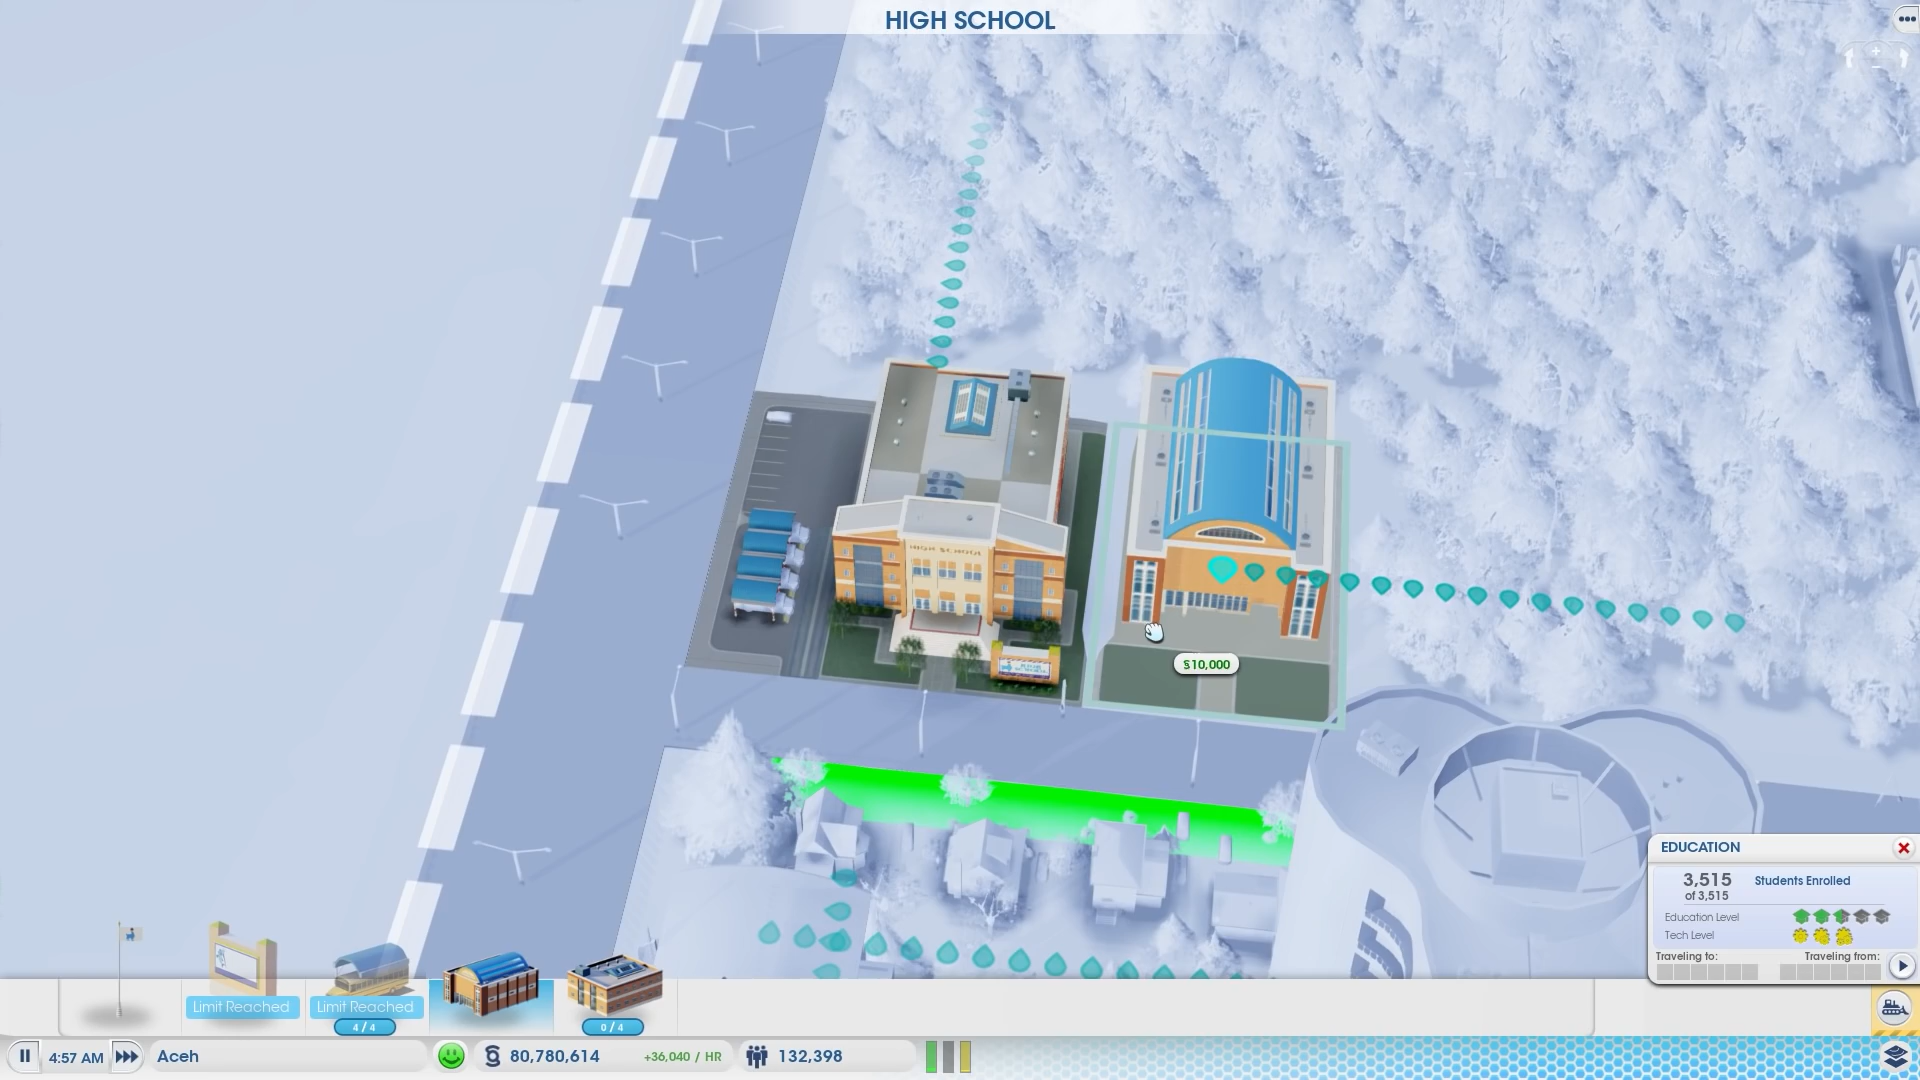 HIGH SCHOOL
HIGH SCHOOL
§10,000
EDUCATION
3,515 Students Enrolled
of 3,515
Education Level
Tech Level
Traveling to: Traveling from:
Limit Reached
Limit Reached
4 / 4
0 / 4
4:57 AM
Aceh
80,780,614
+36,040 / HR
132,398